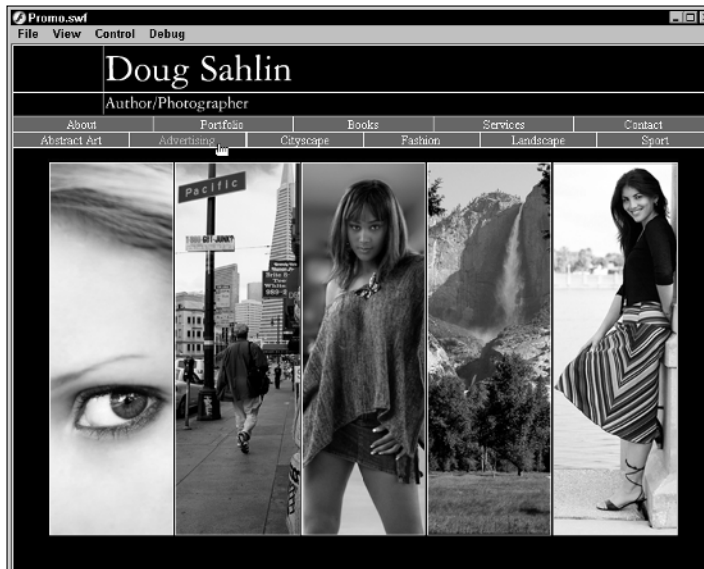 Promo.swf
File View Control Debug
Doug Sahlin
Author/Photographer
About Portfolio Books Services Contact
Abstract Art Advertising Cityscape Fashion Landscape Sport
Pacific